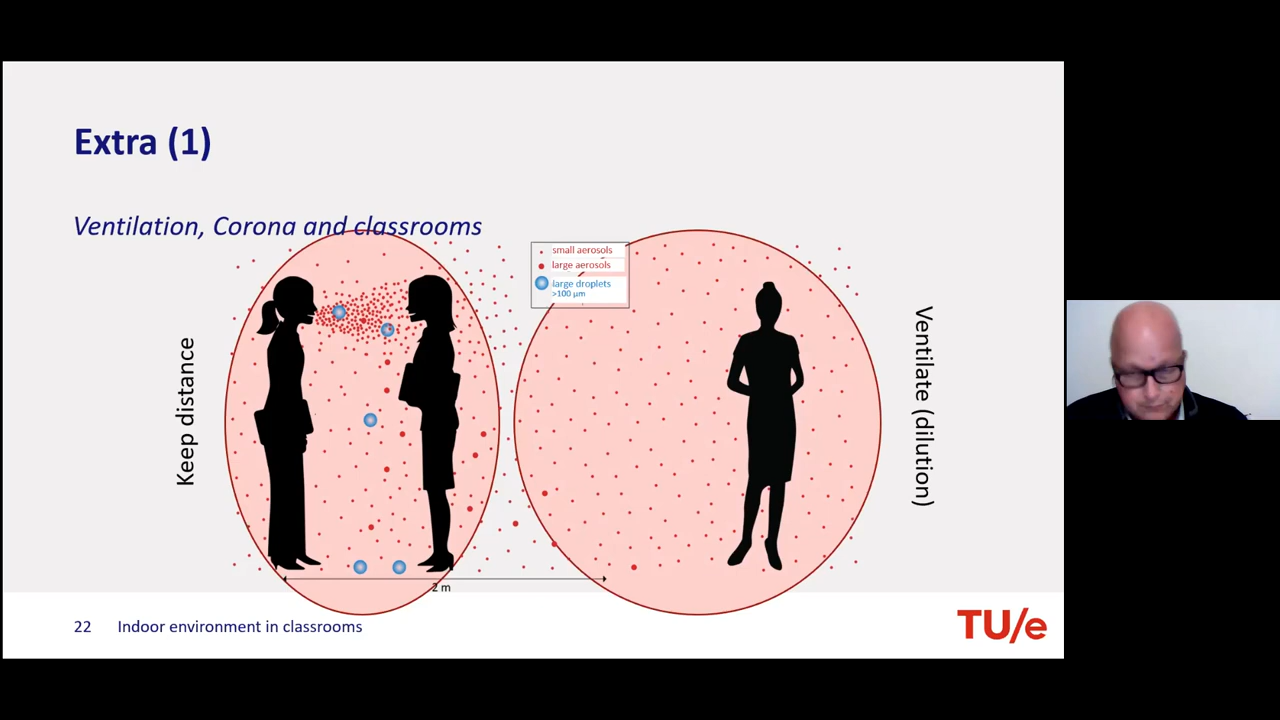 Extra (1)
Ventilation, Corona and classrooms
small aerosols
large aerosols
large droplets
>100 µm
Keep distance
Ventilate (dilution)
2 m
22 Indoor environment in classrooms
TU/e